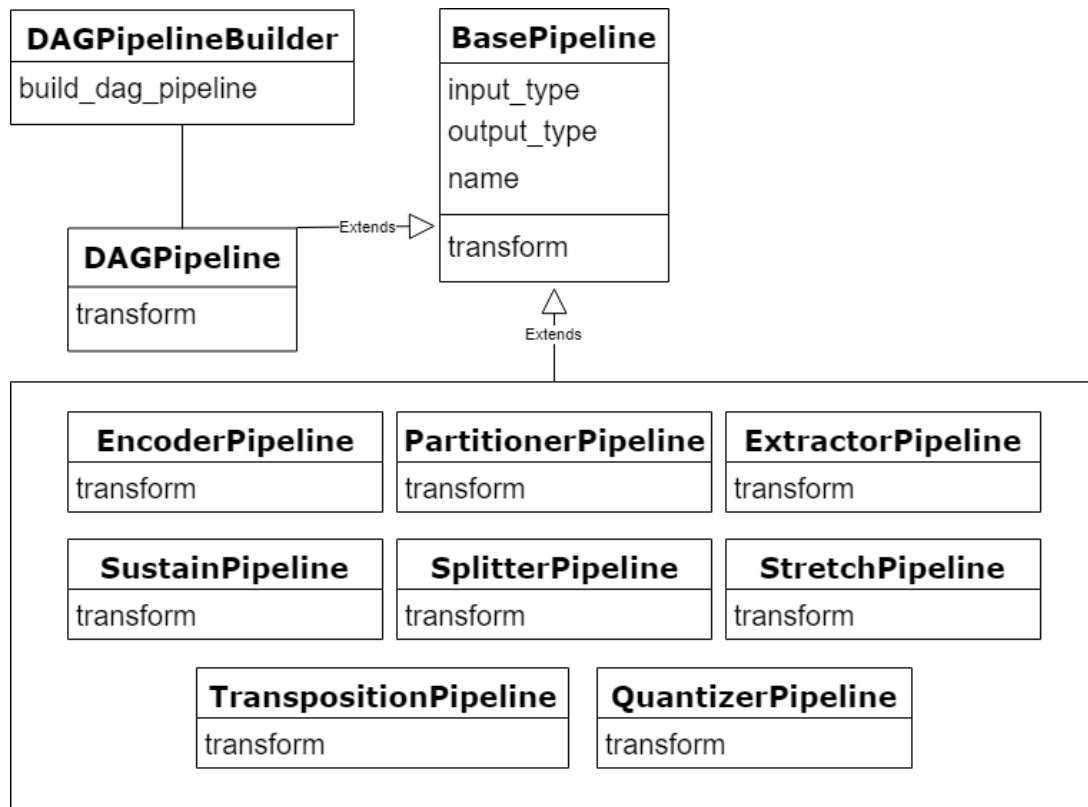 DAGPipelineBuilder
build_dag_pipeline
BasePipeline
input_type
output_type
name
transform
Extends
DAGPipeline
transform
Extends
EncoderPipeline
transform
PartitionerPipeline
transform
ExtractorPipeline
transform
SustainPipeline
transform
SplitterPipeline
transform
StretchPipeline
transform
TranspositionPipeline
transform
QuantizerPipeline
transform